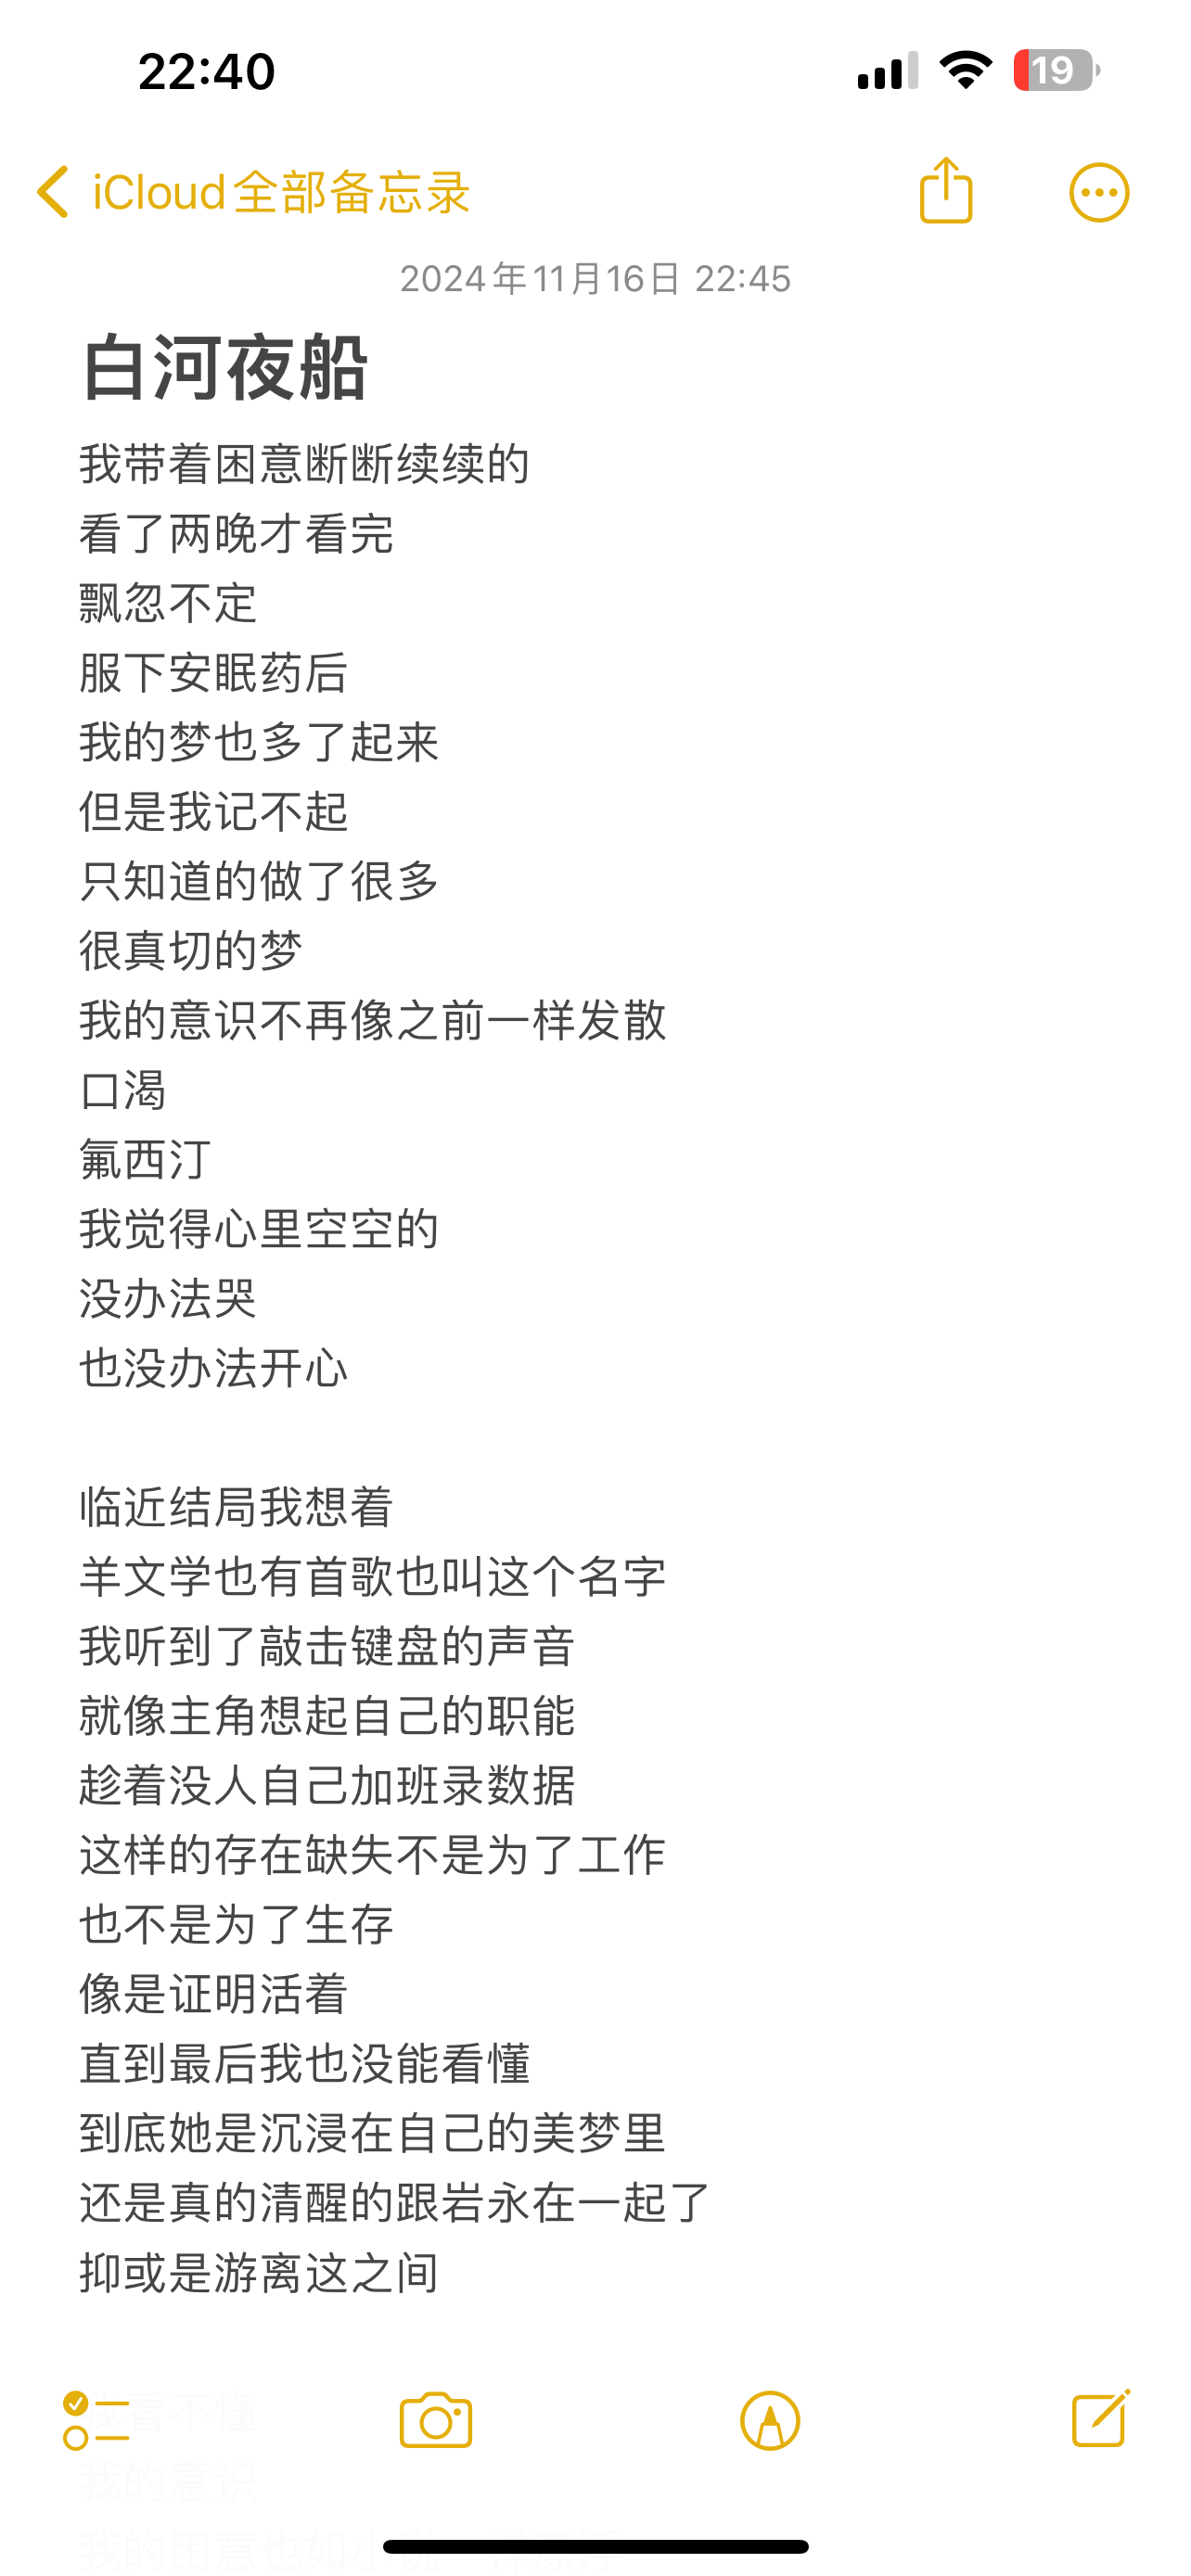 22:40
19
iCloud全部备忘录
2024年11月16日 22:45
白河夜船
我带着困意断断续续的
看了两晚才看完
飘忽不定
服下安眠药后
我的梦也多了起来
但是我记不起
只知道的做了很多
很真切的梦
我的意识不再像之前一样发散
口渴
氟西汀
我觉得心里空空的
没办法哭
也没办法开心
临近结局我想着
羊文学也有首歌也叫这个名字
我听到了敲击键盘的声音
就像主角想起自己的职能
趁着没人自己加班录数据
这样的存在缺失不是为了工作
也不是为了生存
像是证明活着
直到最后我也没能看懂
到底她是沉浸在自己的美梦里
还是真的清醒的跟岩永在一起了
抑或是游离这之间
我看不懂
我的意识
我的困意也如小说一样